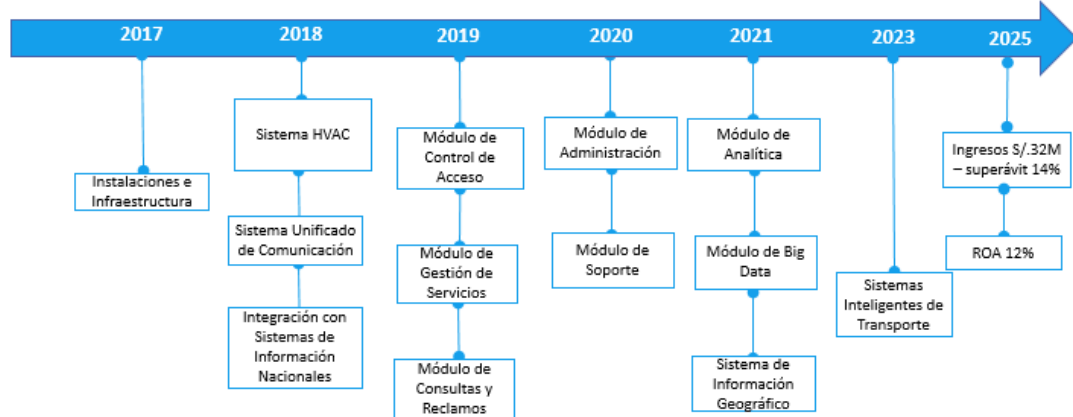 2017
2018
2019
2020
2021
2023
2025
Instalaciones e
Infraestructura
Sistema HVAC
Sistema Unificado
de Comunicación
Integración con
Sistemas de
Información
Nacionales
Módulo de
Control de
Acceso
Módulo de
Gestión de
Servicios
Módulo de
Consultas y
Reclamos
Módulo de
Administración
Módulo de
Soporte
Módulo de
Analítica
Módulo de Big
Data
Sistema de
Información
Geográfico
Sistemas
Inteligentes de
Transporte
Ingresos S/.32M
– superávit 14%
ROA 12%